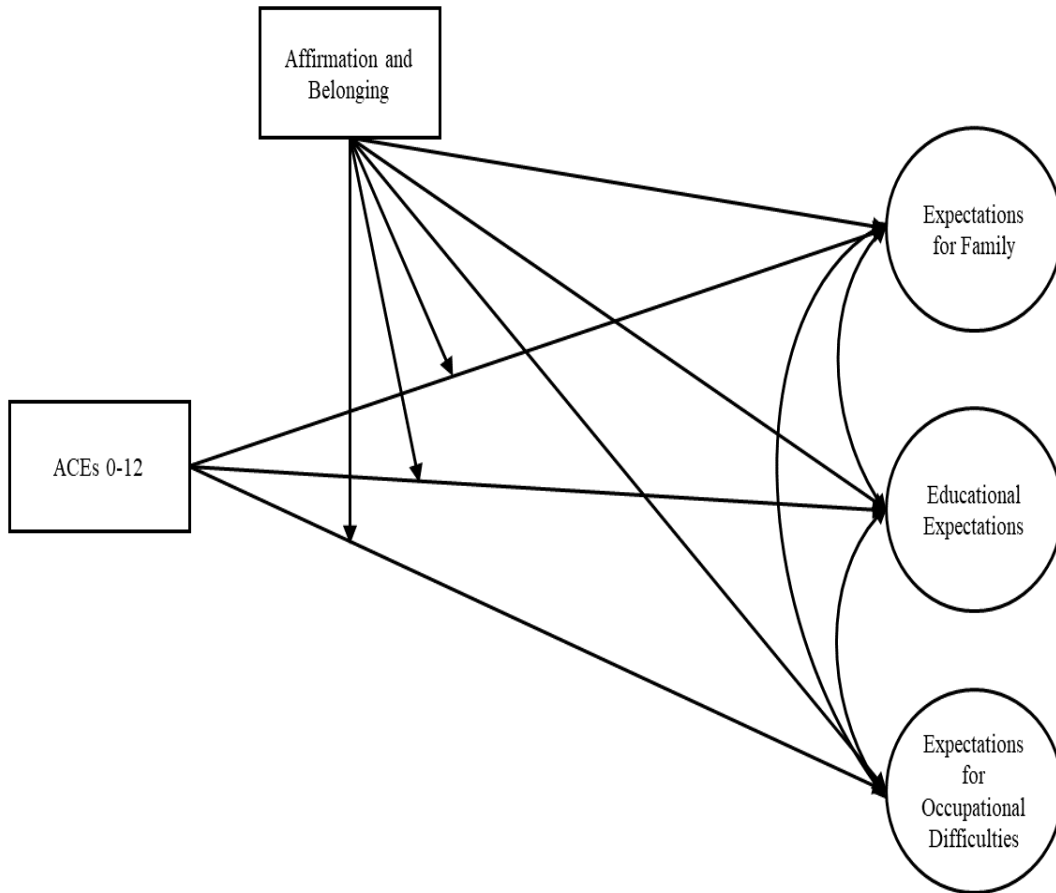 Affirmation and
Belonging
Expectations
for Family
ACEs 0-12
Educational
Expectations
Expectations
for
Occupational
Difficulties